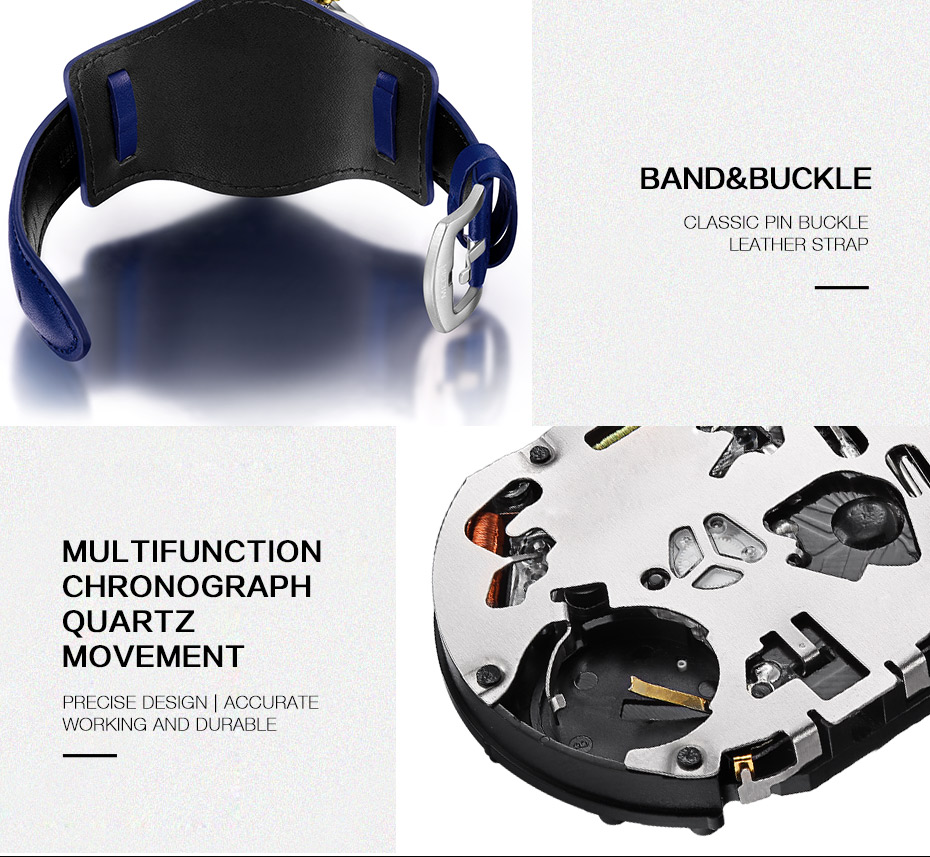 BAND&BUCKLE
CLASSIC PIN BUCKLE
LEATHER STRAP
MULTIFUNCTION
CHRONOGRAPH
QUARTZ
MOVEMENT
PRECISE DESIGN | ACCURATE
WORKING AND DURABLE